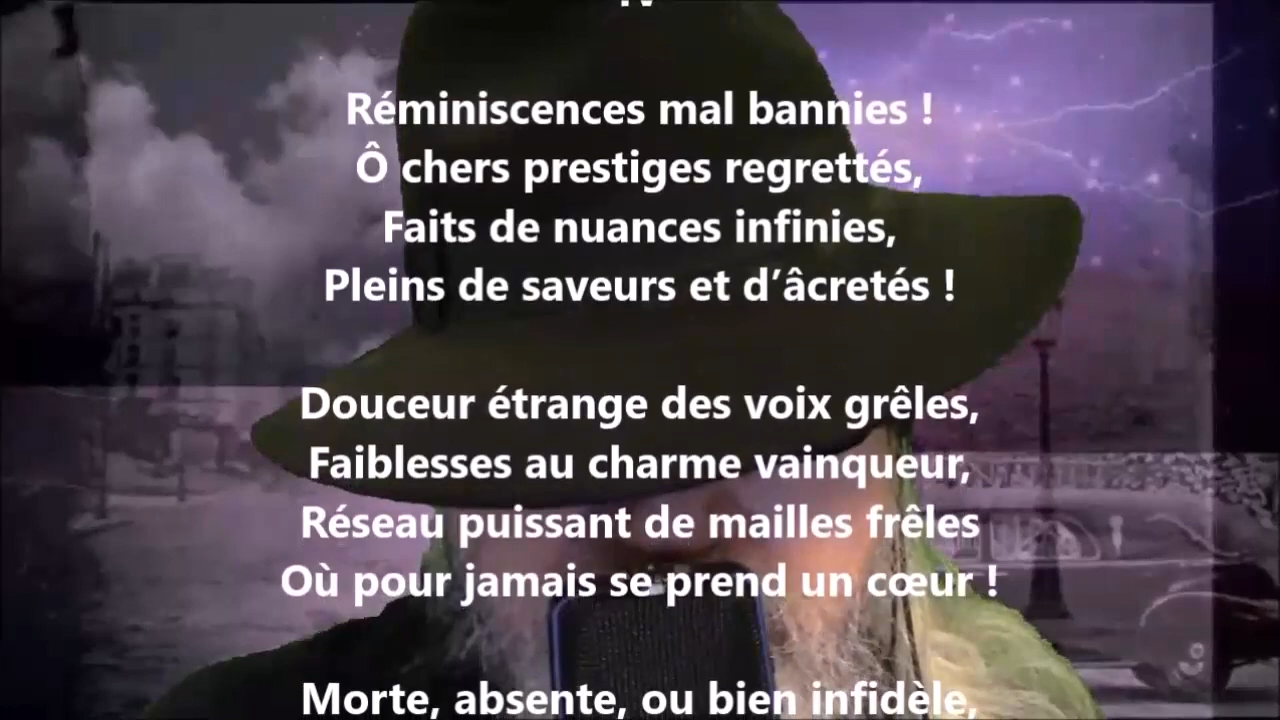 IV
Réminiscences mal bannies !
Ô chers prestiges regrettés,
Faits de nuances infinies,
Pleins de saveurs et d’âcretés !
Douceur étrange des voix grêles,
Faiblesses au charme vainqueur,
Réseau puissant de mailles frêles
Où pour jamais se prend un cœur !
Morte, absente, ou bien infidèle,